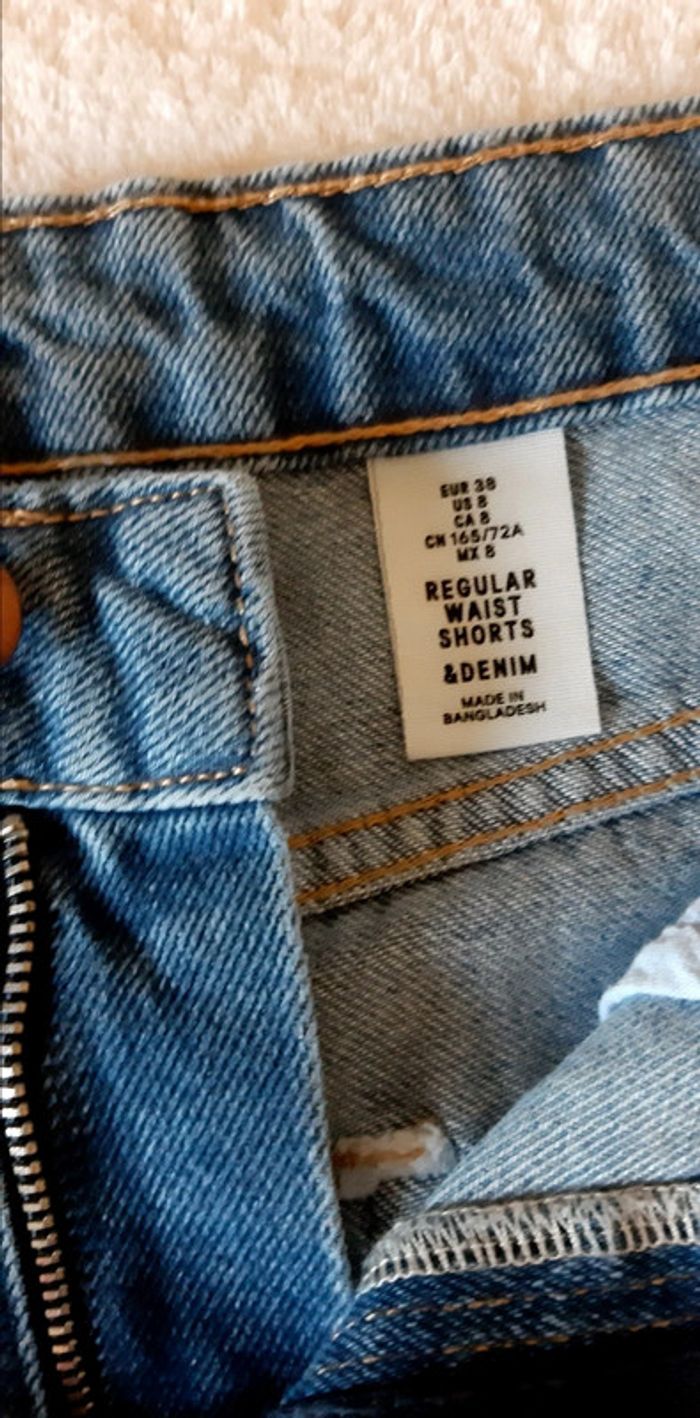 EUR 38
US 8
CA 8
CN 165/72A
MX 8
REGULAR
WAIST
SHORTS
&DENIM
MADE IN
BANGLADESH